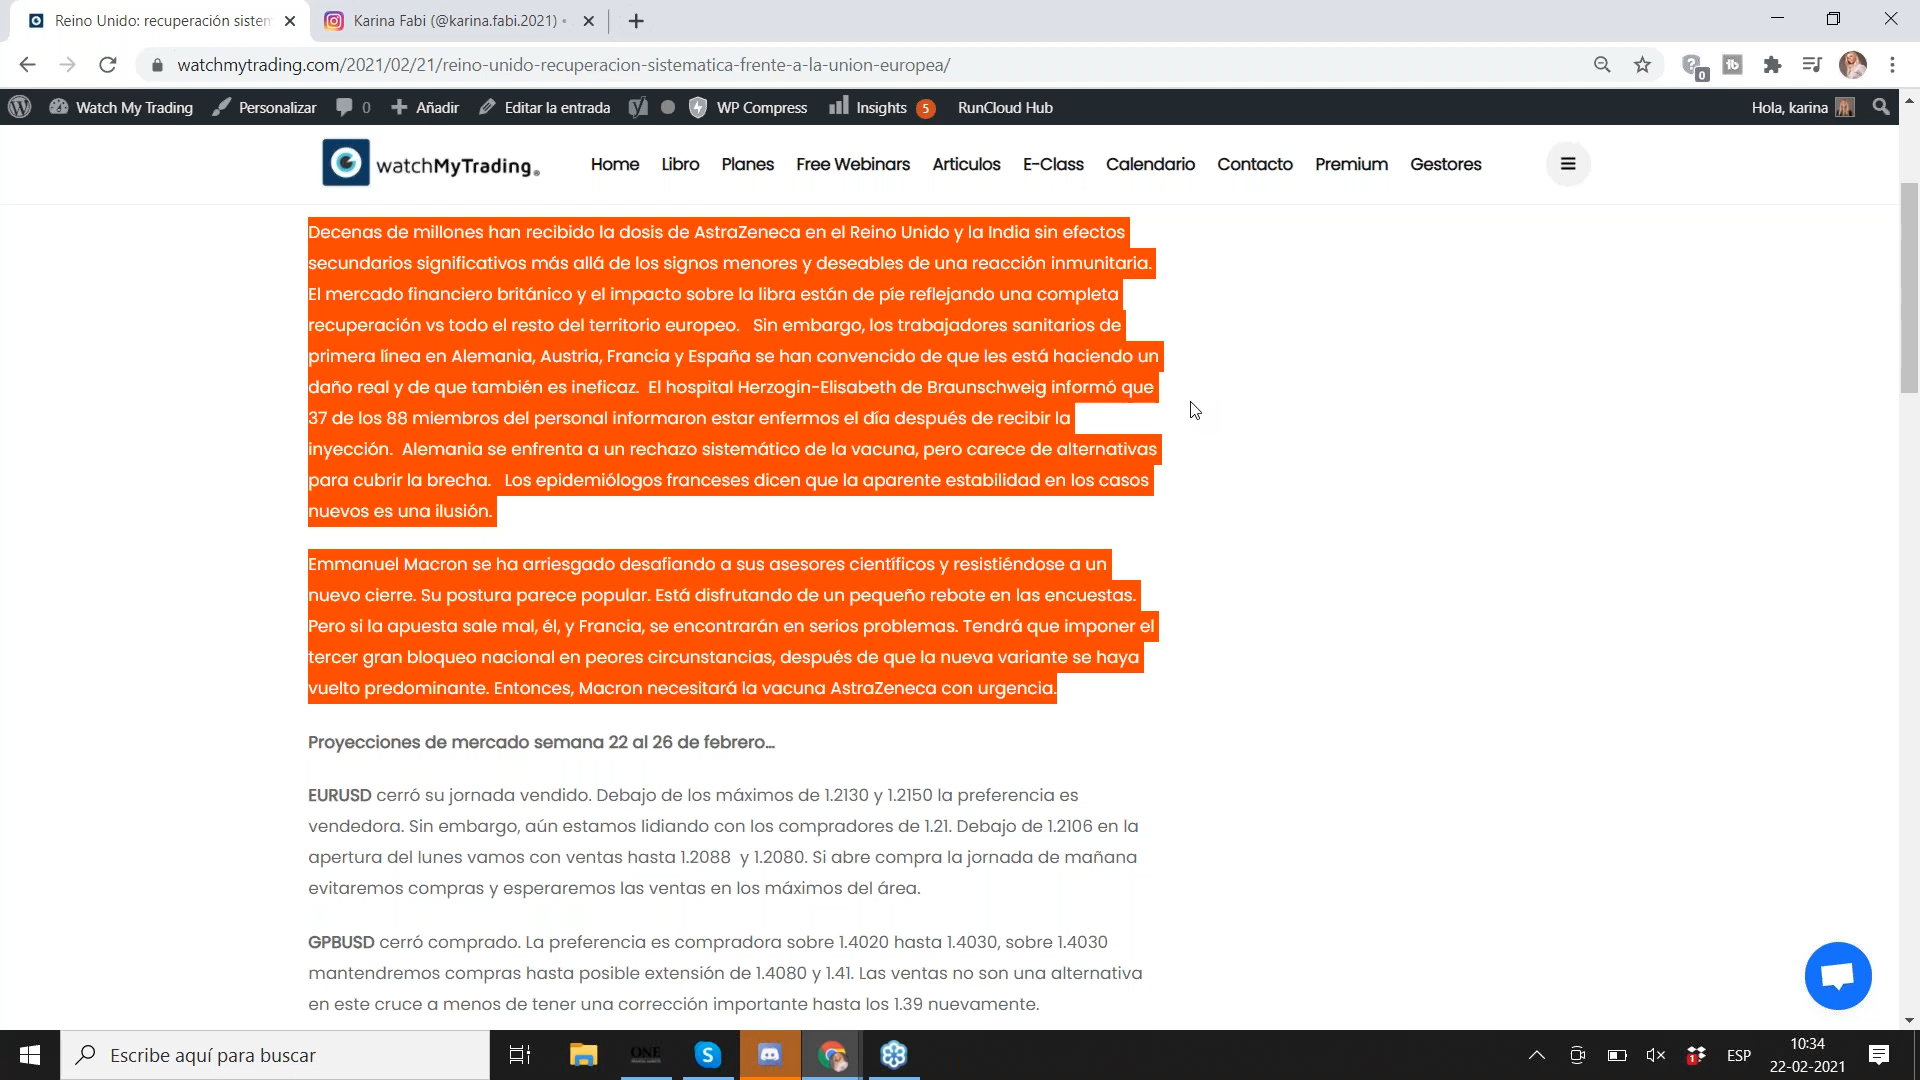 Reino Unido: recuperación sistem
Karina Fabi (@karina.fabi.2021)
watchmytrading.com/2021/02/21/reino-unido-recuperacion-sistematica-frente-a-la-union-europea/
0
Watch My Trading Personalizar 0 Añadir Editar la entrada WP Compress Insights 5 RunCloud Hub Hola, karina
watchMyTrading® Home Libro Planes Free Webinars Articulos E-Class Calendario Contacto Premium Gestores
Decenas de millones han recibido la dosis de AstraZeneca en el Reino Unido y la India sin efectos
secundarios significativos más allá de los signos menores y deseables de una reacción inmunitaria.
El mercado financiero británico y el impacto sobre la libra están de píe reflejando una completa
recuperación vs todo el resto del territorio europeo. Sin embargo, los trabajadores sanitarios de
primera línea en Alemania, Austria, Francia y España se han convencido de que les está haciendo un
daño real y de que también es ineficaz. El hospital Herzogin-Elisabeth de Braunschweig informó que
37 de los 88 miembros del personal informaron estar enfermos el día después de recibir la
inyección. Alemania se enfrenta a un rechazo sistemático de la vacuna, pero carece de alternativas
para cubrir la brecha. Los epidemiólogos franceses dicen que la aparente estabilidad en los casos
nuevos es una ilusión.
Emmanuel Macron se ha arriesgado desafiando a sus asesores científicos y resistiéndose a un
nuevo cierre. Su postura parece popular. Está disfrutando de un pequeño rebote en las encuestas.
Pero si la apuesta sale mal, él, y Francia, se encontrarán en serios problemas. Tendrá que imponer el
tercer gran bloqueo nacional en peores circunstancias, después de que la nueva variante se haya
vuelto predominante. Entonces, Macron necesitará la vacuna AstraZeneca con urgencia.
Proyecciones de mercado semana 22 al 26 de febrero…
EURUSD cerró su jornada vendido. Debajo de los máximos de 1.2130 y 1.2150 la preferencia es
vendedora. Sin embargo, aún estamos lidiando con los compradores de 1.21. Debajo de 1.2106 en la
apertura del lunes vamos con ventas hasta 1.2088 y 1.2080. Si abre compra la jornada de mañana
evitaremos compras y esperaremos las ventas en los máximos del área.
GPBUSD cerró comprado. La preferencia es compradora sobre 1.4020 hasta 1.4030, sobre 1.4030
mantendremos compras hasta posible extensión de 1.4080 y 1.41. Las ventas no son una alternativa
en este cruce a menos de tener una corrección importante hasta los 1.39 nuevamente.
Escribe aquí para buscar
ONE
1
ESP
10:34
22-02-2021